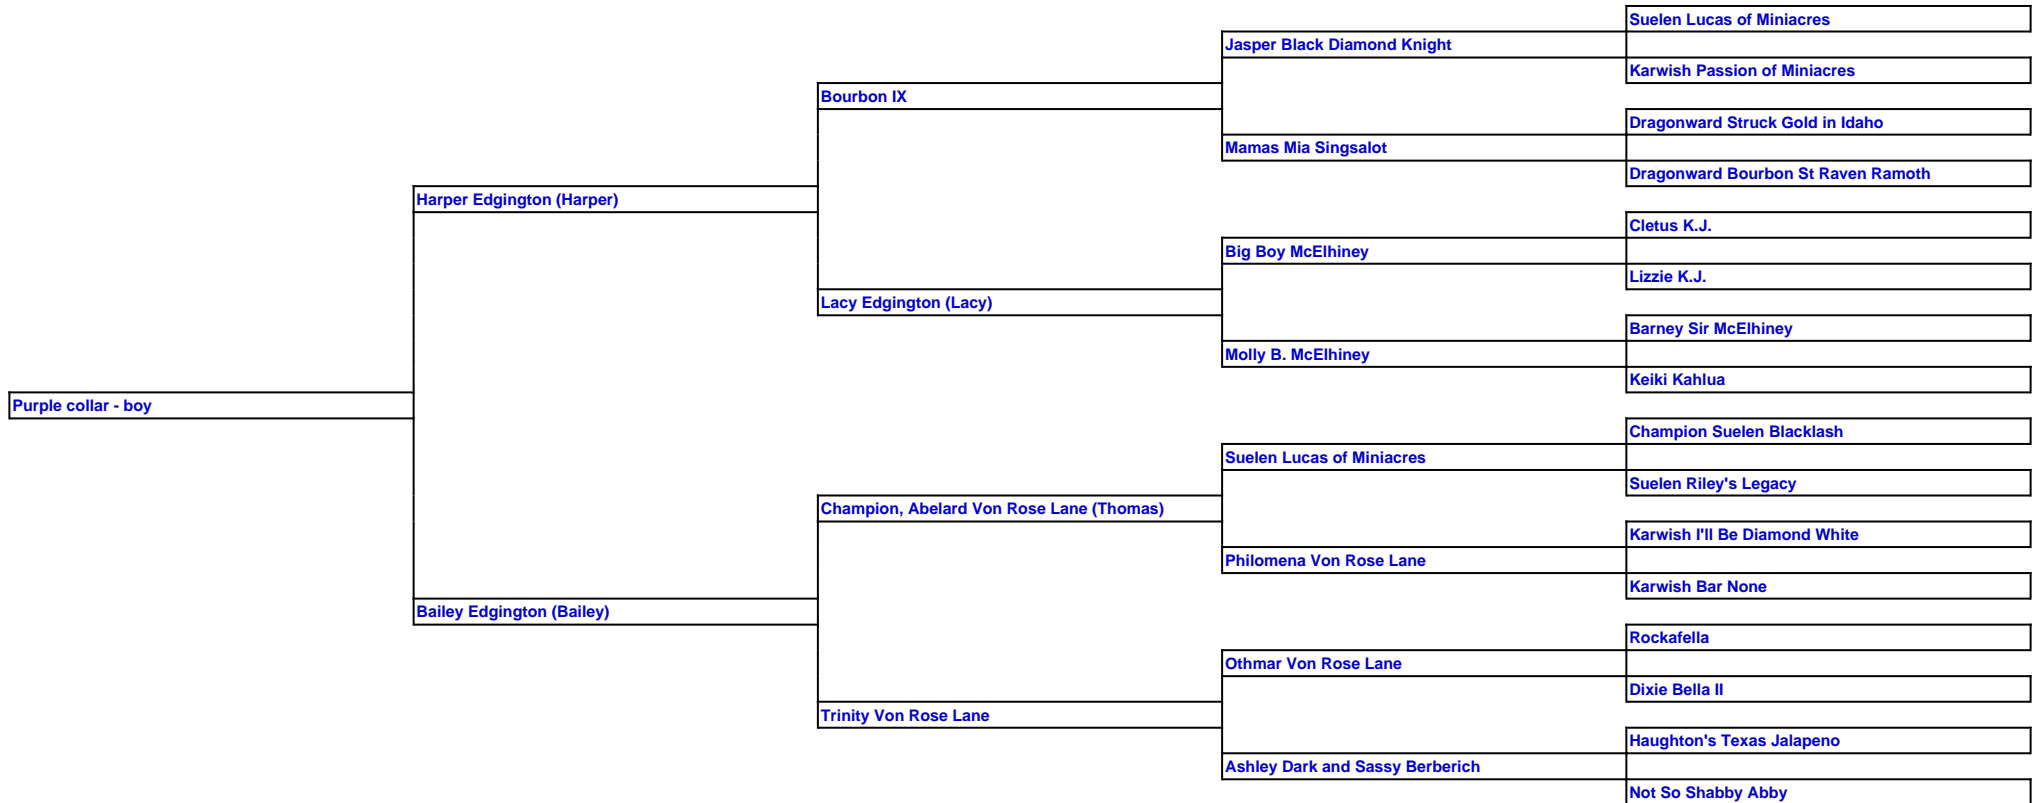 Suelen Lucas of Miniacres
Jasper Black Diamond Knight
Karwish Passion of Miniacres
Bourbon IX
Dragonward Struck Gold in Idaho
Mamas Mia Singsalot
Dragonward Bourbon St Raven Ramoth
Harper Edgington (Harper)
Cletus K.J.
Big Boy McElhiney
Lizzie K.J.
Lacy Edgington (Lacy)
Barney Sir McElhiney
Molly B. McElhiney
Keiki Kahlua
Purple collar - boy
Champion Suelen Blacklash
Suelen Lucas of Miniacres
Suelen Riley's Legacy
Champion, Abelard Von Rose Lane (Thomas)
Karwish I'll Be Diamond White
Philomena Von Rose Lane
Karwish Bar None
Bailey Edgington (Bailey)
Rockafella
Othmar Von Rose Lane
Dixie Bella II
Trinity Von Rose Lane
Haughton's Texas Jalapeno
Ashley Dark and Sassy Berberich
Not So Shabby Abby